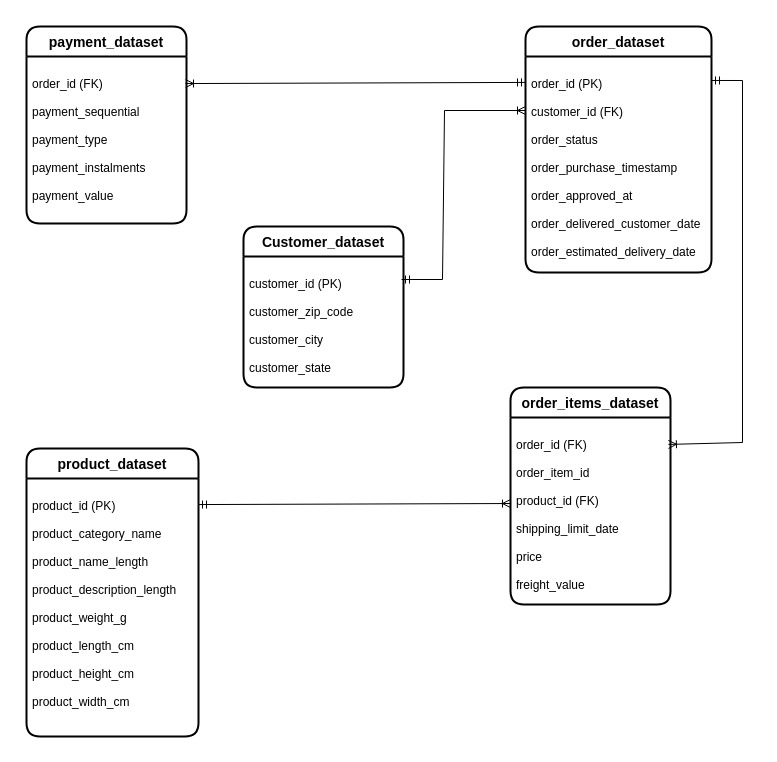 payment_dataset
order_id (FK)
payment_sequential
payment_type
payment_instalments
payment_value
order_dataset
order_id (PK)
customer_id (FK)
order_status
order_purchase_timestamp
order_approved_at
order_delivered_customer_date
order_estimated_delivery_date
Customer_dataset
customer_id (PK)
customer_zip_code
customer_city
customer_state
order_items_dataset
order_id (FK)
order_item_id
product_id (FK)
shipping_limit_date
price
freight_value
product_dataset
product_id (PK)
product_category_name
product_name_length
product_description_length
product_weight_g
product_length_cm
product_height_cm
product_width_cm